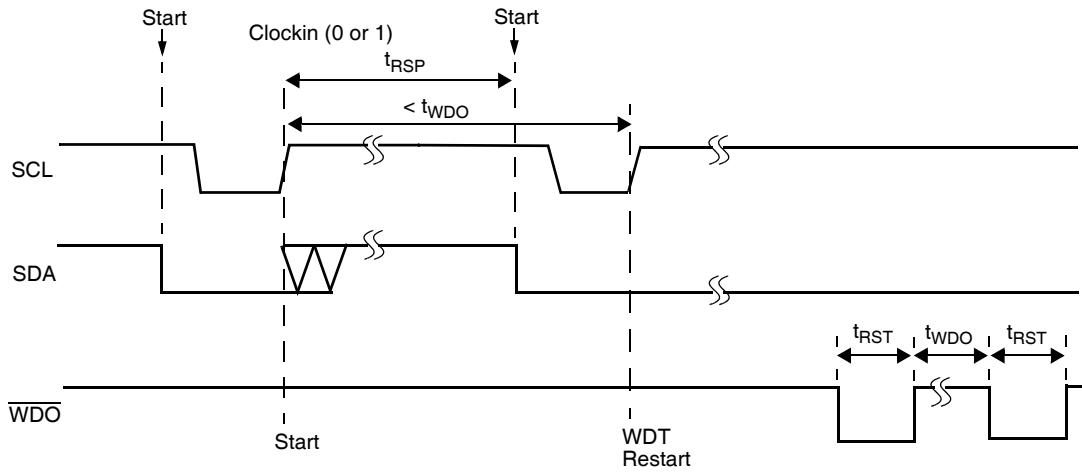 Start
Start
Clockin (0 or 1)
tRSP
< tWDO
SCL
SDA
tRST
tWDO
tRST
WDO
Start
WDT
Restart